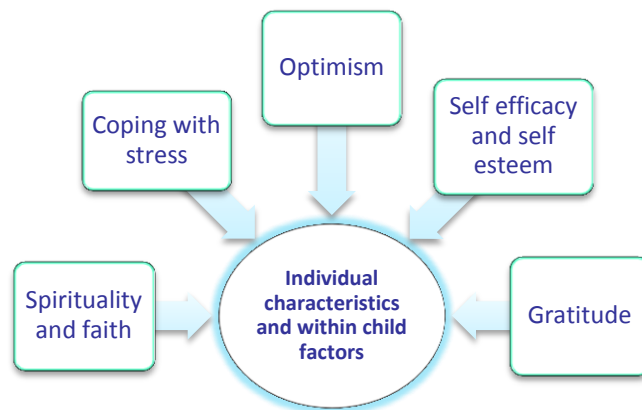 Optimism
Coping with
stress
Self efficacy
and self
esteem
Spirituality
and faith
Individual
characteristics
and within child
factors
Gratitude